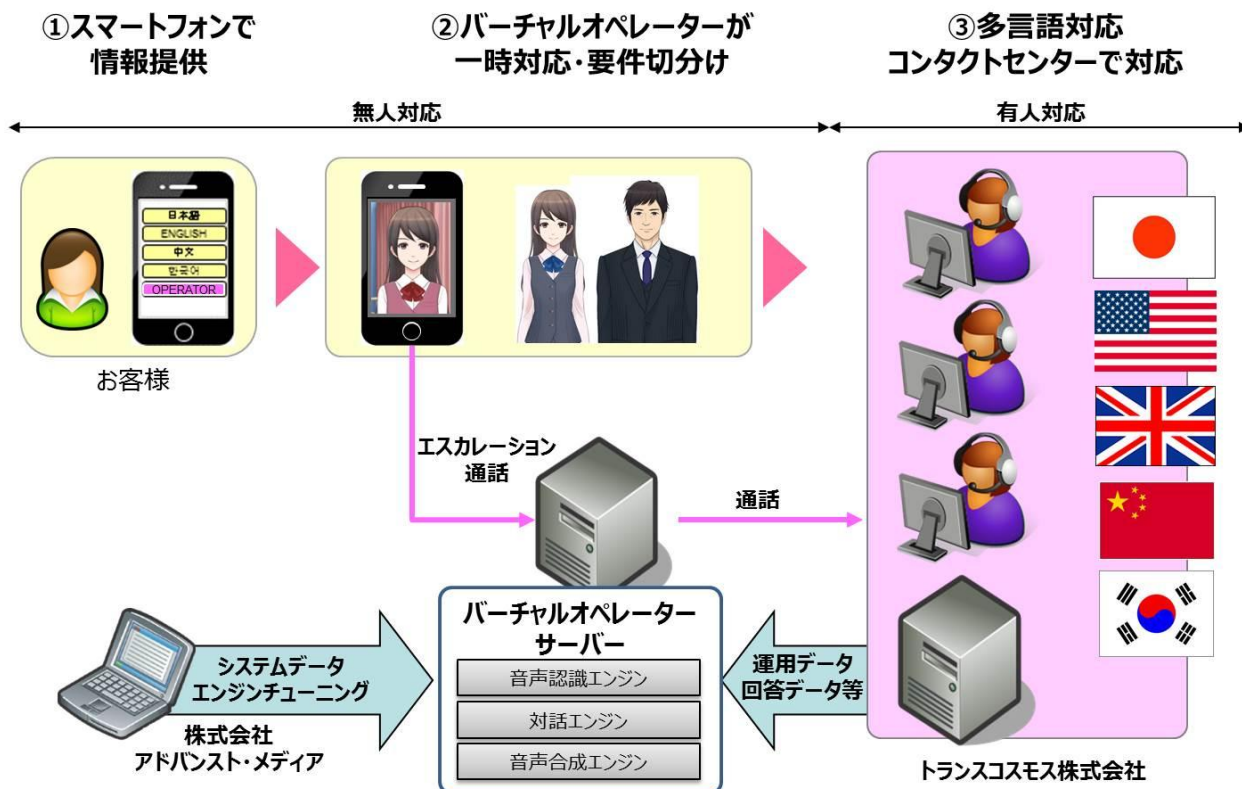 ①スマートフォンで
情報提供
②バーチャルオペレーターが
一時対応・要件切分け
③多言語対応
コンタクトセンターで対応
無人対応
有人対応
日本語
ENGLISH
中文
한국어
OPERATOR
お客様
エスカレーション
通話
通話
バーチャルオペレーター
サーバー
音声認識エンジン
対話エンジン
音声合成エンジン
システムデータ
エンジンチューニング
株式会社
アドバンスト・メディア
運用データ
回答データ等
トランスコスモス株式会社